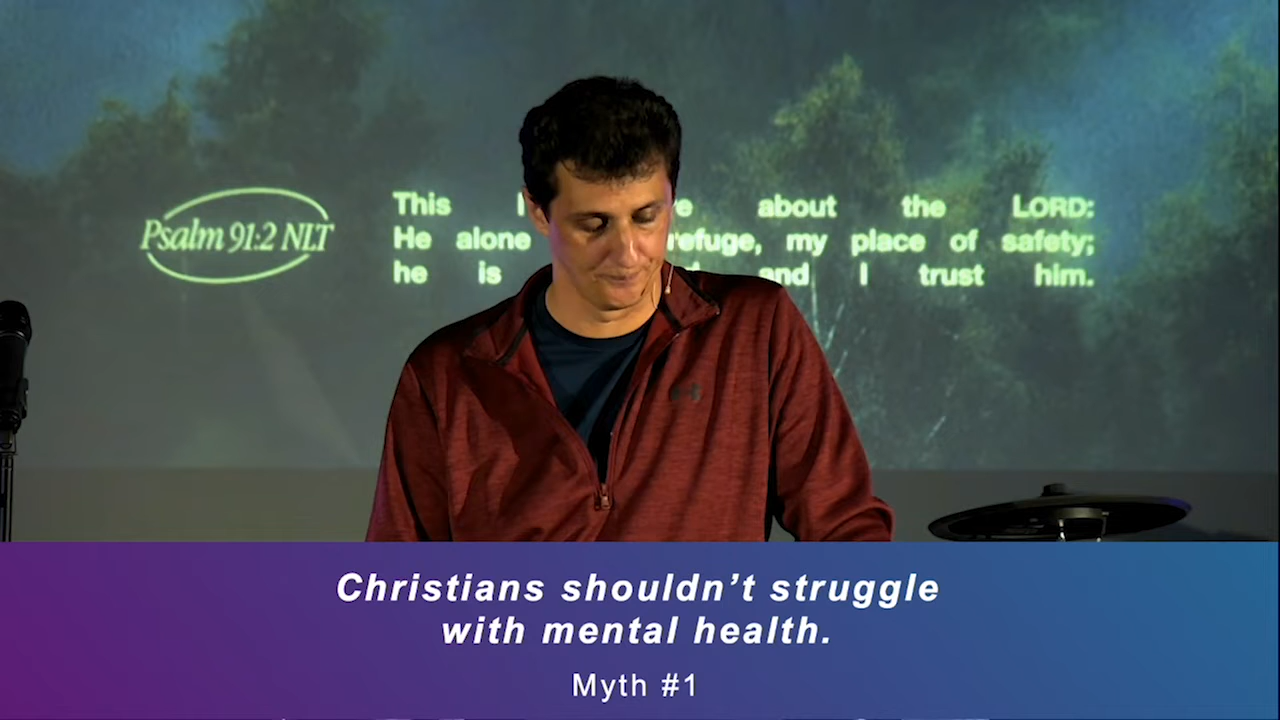 Psalm 91:2 NLT
This about the LORD:
He alone refuge, my place of safety;
he is and I trust him.
Christians shouldn’t struggle
with mental health.
Myth #1